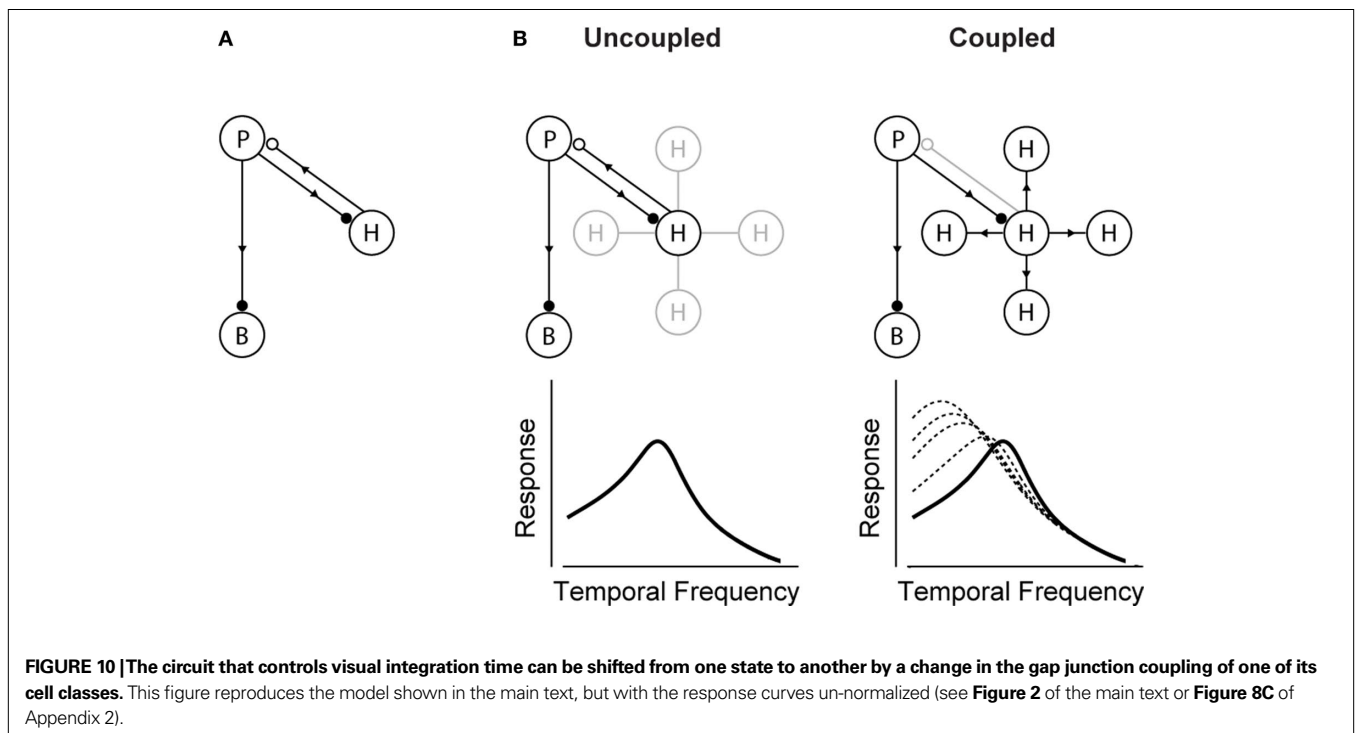 A
B Uncoupled Coupled
P
H
B
P
H
H H H
H
B
P
H
H H H
H
B
Response
Temporal Frequency
Response
Temporal Frequency
FIGURE 10 | The circuit that controls visual integration time can be shifted from one state to another by a change in the gap junction coupling of one of its
cell classes. This figure reproduces the model shown in the main text, but with the response curves un-normalized (see Figure 2 of the main text or Figure 8C of
Appendix 2).